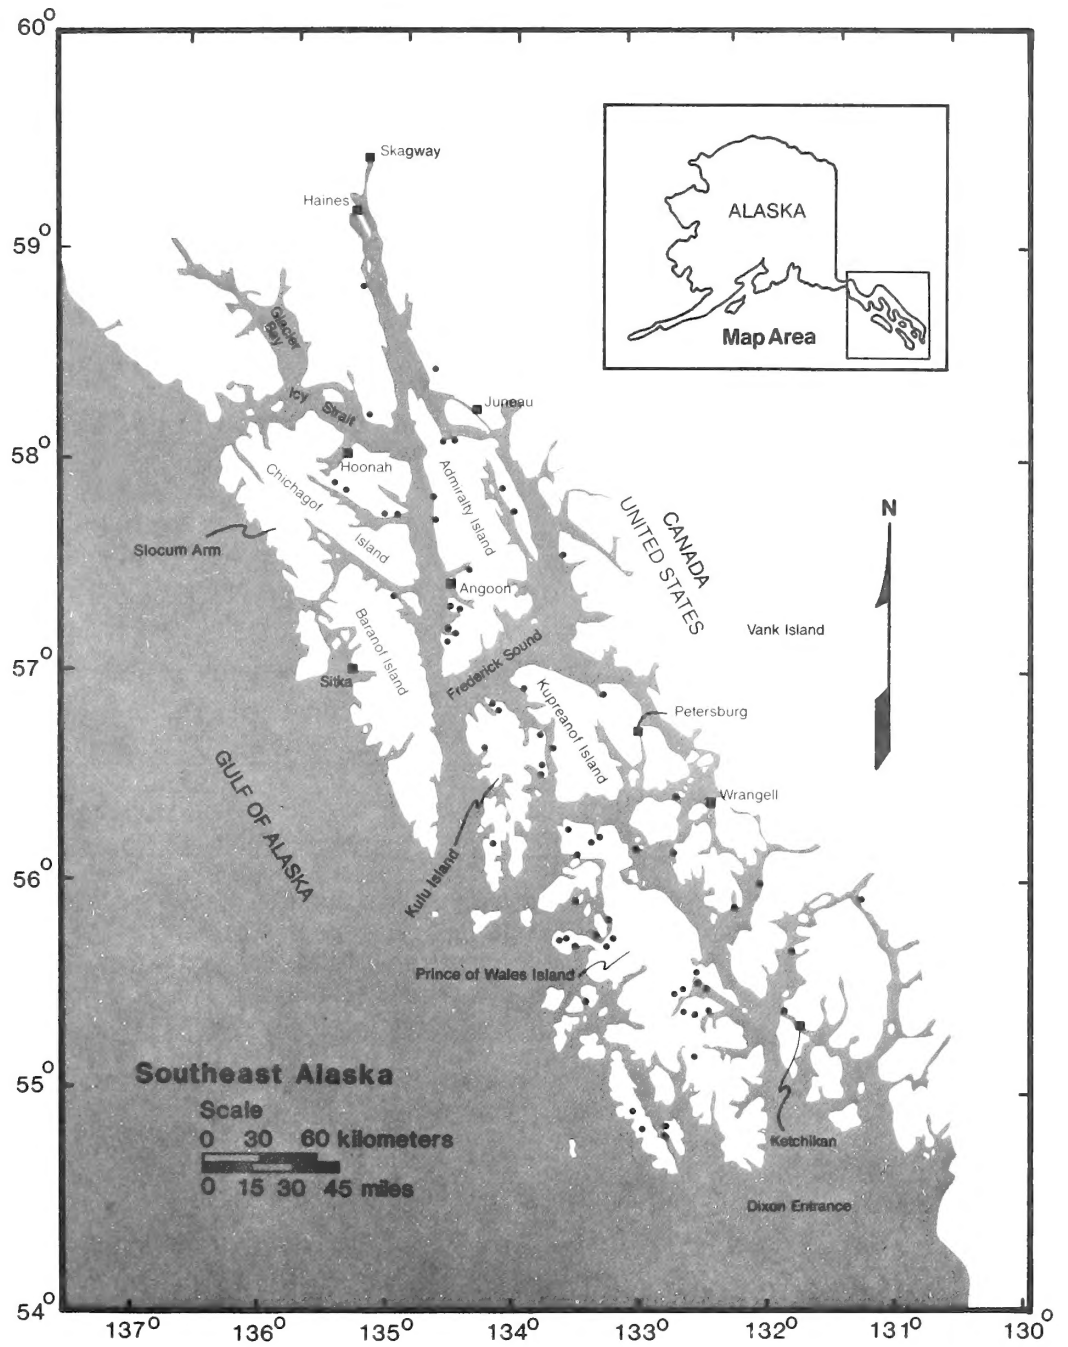 60°
Skagway
Haines
ALASKA
Map Area
59°
Glacier
Bay
Icy Strait
Juneau
58°
Hoonah
Chichagof
Island
Admiralty Island
N
CANADA
UNITED STATES
Slocum Arm
Angoon
Baranof Island
Vank Island
57°
Sitka
Frederick Sound
Kupreanof Island
Petersburg
Wrangell
GULF OF ALASKA
56°
Kulu Island
Prince of Wales Island
55°
Southeast Alaska
Scale
0 30 60 kilometers
0 15 30 45 miles
Ketchikan
Dixon Entrance
54°
137° 136° 135° 134° 133° 132° 131° 130°